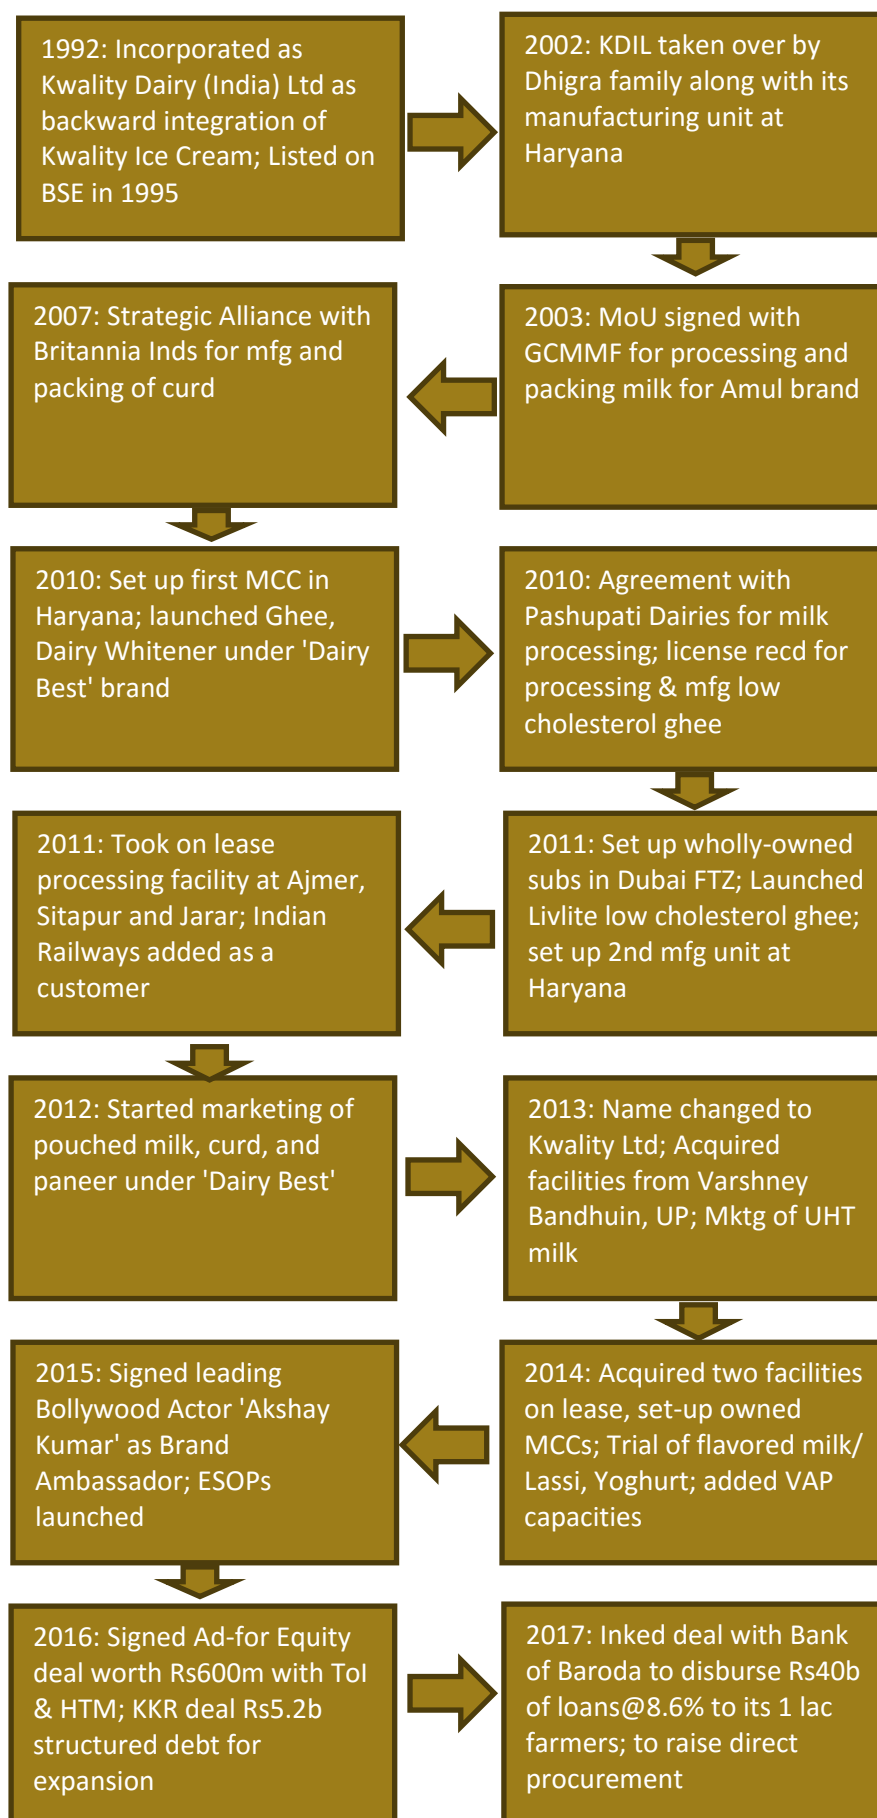 1992: Incorporated as
Kwality Dairy (India) Ltd as
backward integration of
Kwality Ice Cream; Listed on
BSE in 1995
2002: KDIL taken over by
Dhigra family along with its
manufacturing unit at
Haryana
2003: MoU signed with
GCMMF for processing and
packing milk for Amul brand
2007: Strategic Alliance with
Britannia Inds for mfg and
packing of curd
2010: Set up first MCC in
Haryana; launched Ghee,
Dairy Whitener under 'Dairy
Best' brand
2010: Agreement with
Pashupati Dairies for milk
processing; license recd for
processing & mfg low
cholesterol ghee
2011: Set up wholly-owned
subs in Dubai FTZ; Launched
Livlite low cholesterol ghee;
set up 2nd mfg unit at
Haryana
2011: Took on lease
processing facility at Ajmer,
Sitapur and Jarar; Indian
Railways added as a
customer
2012: Started marketing of
pouched milk, curd, and
paneer under 'Dairy Best'
2013: Name changed to
Kwality Ltd; Acquired
facilities from Varshney
Bandhuin, UP; Mktg of UHT
milk
2014: Acquired two facilities
on lease, set-up owned
MCCs; Trial of flavored milk/
Lassi, Yoghurt; added VAP
capacities
2015: Signed leading
Bollywood Actor 'Akshay
Kumar' as Brand
Ambassador; ESOPs
launched
2016: Signed Ad-for Equity
deal worth Rs600m with ToI
& HTM; KKR deal Rs5.2b
structured debt for
expansion
2017: Inked deal with Bank
of Baroda to disburse Rs40b
of loans@8.6% to its 1 lac
farmers; to raise direct
procurement